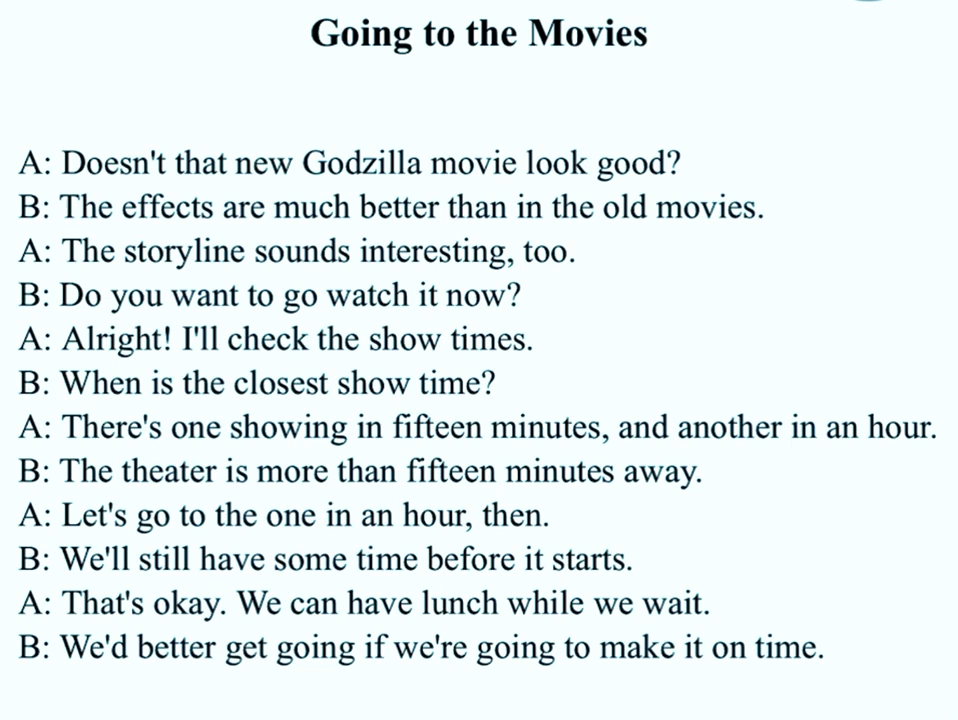 Going to the Movies
A: Doesn't that new Godzilla movie look good?
B: The effects are much better than in the old movies.
A: The storyline sounds interesting, too.
B: Do you want to go watch it now?
A: Alright! I'll check the show times.
B: When is the closest show time?
A: There's one showing in fifteen minutes, and another in an hour.
B: The theater is more than fifteen minutes away.
A: Let's go to the one in an hour, then.
B: We'll still have some time before it starts.
A: That's okay. We can have lunch while we wait.
B: We'd better get going if we're going to make it on time.